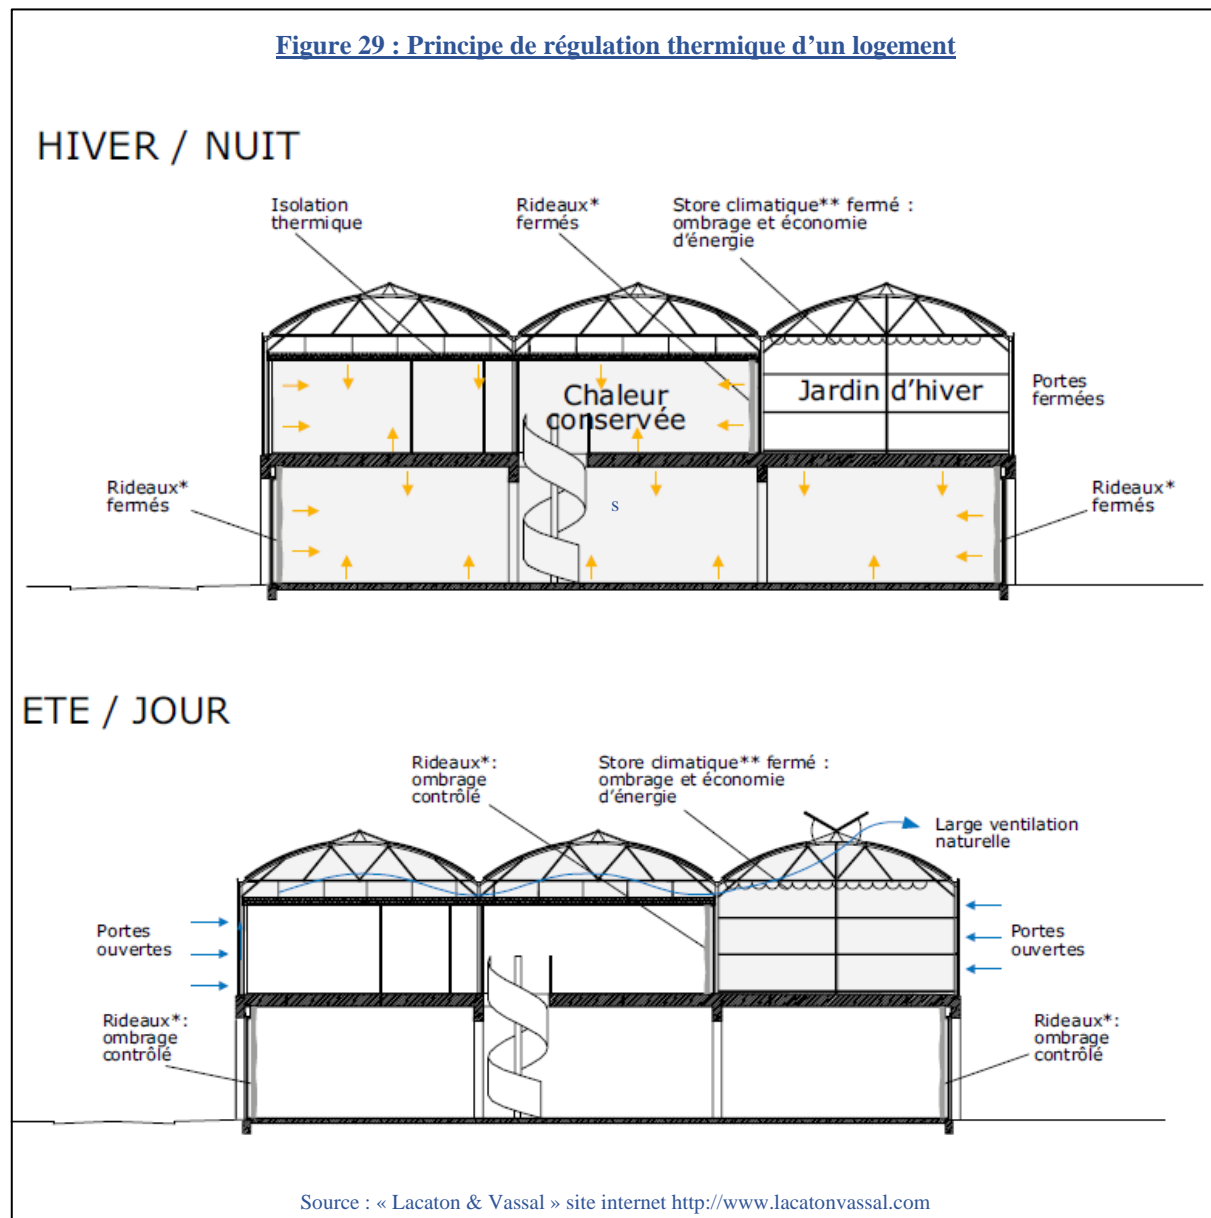 Figure 29 : Principe de régulation thermique d’un logement
HIVER / NUIT
Isolation
thermique
Rideaux*
fermés
Store climatique** fermé :
ombrage et économie
d’énergie
Chaleur
conservée
Jardin d’hiver
Portes
fermées
Rideaux*
fermés
s
Rideaux*
fermés
ETE / JOUR
Rideaux*:
ombrage
contrôlé
Store climatique** fermé :
ombrage et économie
d’énergie
Large ventilation
naturelle
Portes
ouvertes
Portes
ouvertes
Rideaux*:
ombrage
contrôlé
Rideaux*:
ombrage
contrôlé
Source : « Lacaton & Vassal » site internet http://www.lacatonvassal.com